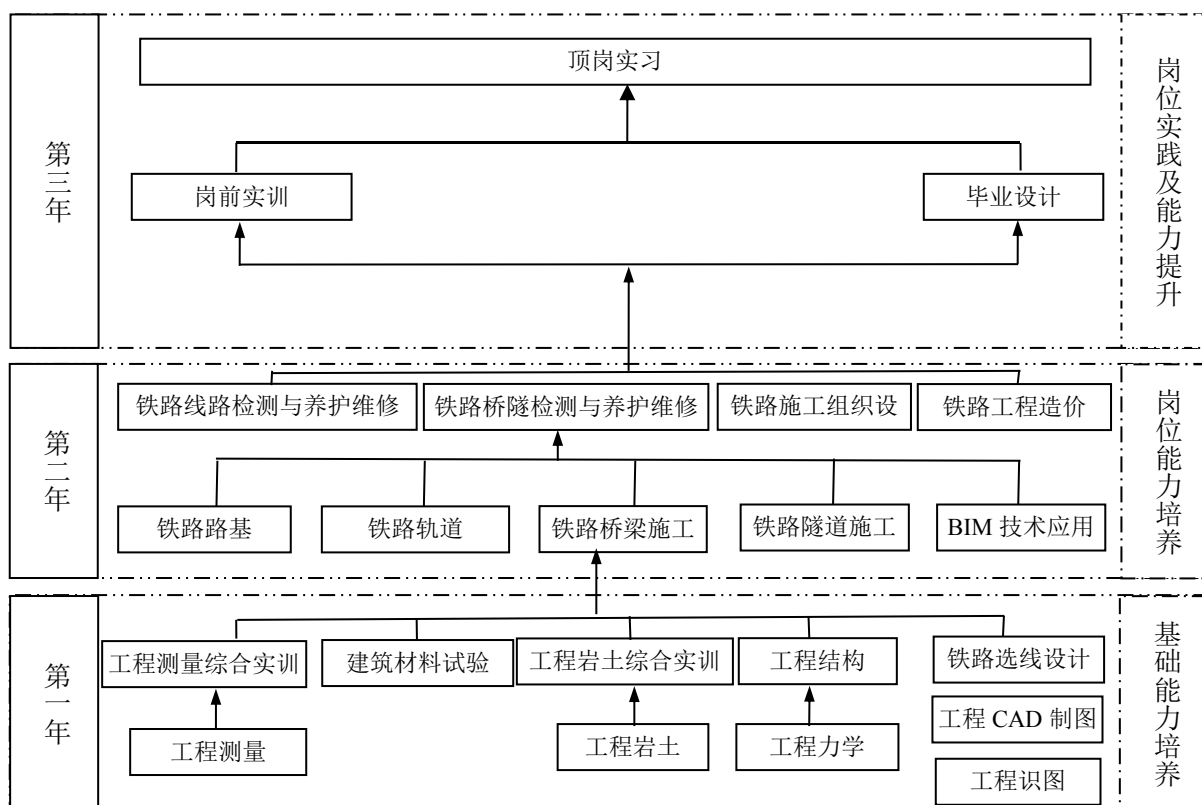 顶岗实习
第三年
岗前实训
毕业设计
岗位实践及能力提升
铁路线路检测与养护维修
铁路桥隧检测与养护维修
铁路施工组织设
铁路工程造价
第二年
铁路路基
铁路轨道
铁路桥梁施工
铁路隧道施工
BIM 技术应用
岗位能力培养
工程测量综合实训
建筑材料试验
工程岩土综合实训
工程结构
铁路选线设计
第一年
工程测量
工程岩土
工程力学
工程 CAD 制图
工程识图
基础能力培养